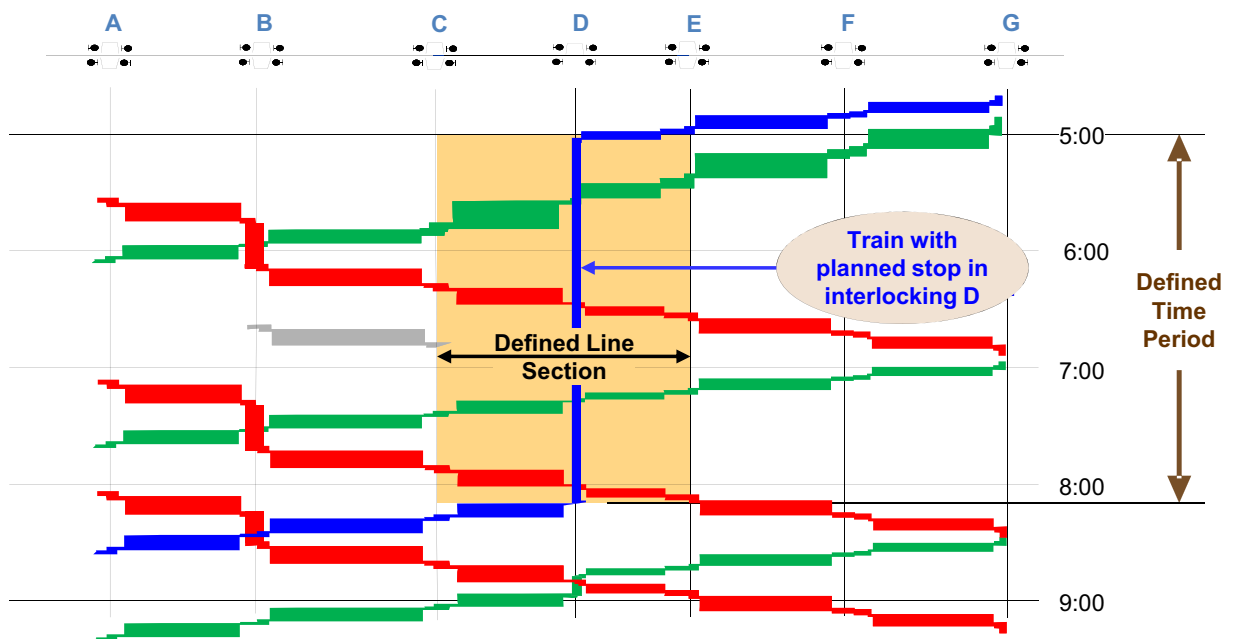 A B C D E F G
5:00
6:00
Train with
planned stop in
interlocking D
Defined
Time
Period
Defined Line
Section
7:00
8:00
9:00